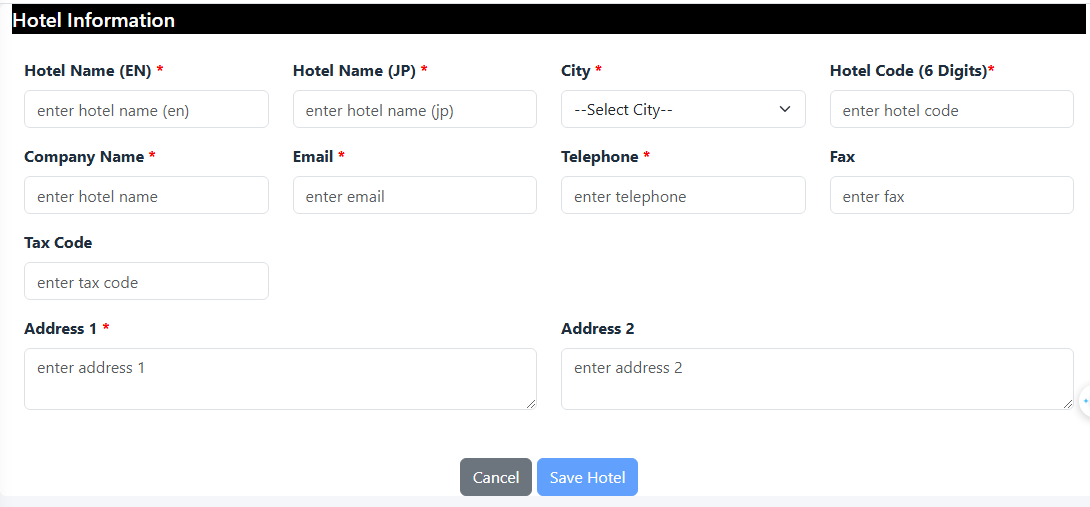 Hotel Information
Hotel Name (EN) * Hotel Name (JP) * City * Hotel Code (6 Digits)*
enter hotel name (en) enter hotel name (jp) --Select City-- enter hotel code
Company Name * Email * Telephone * Fax
enter hotel name enter email enter telephone enter fax
Tax Code
enter tax code
Address 1 * Address 2
enter address 1 enter address 2
Cancel Save Hotel